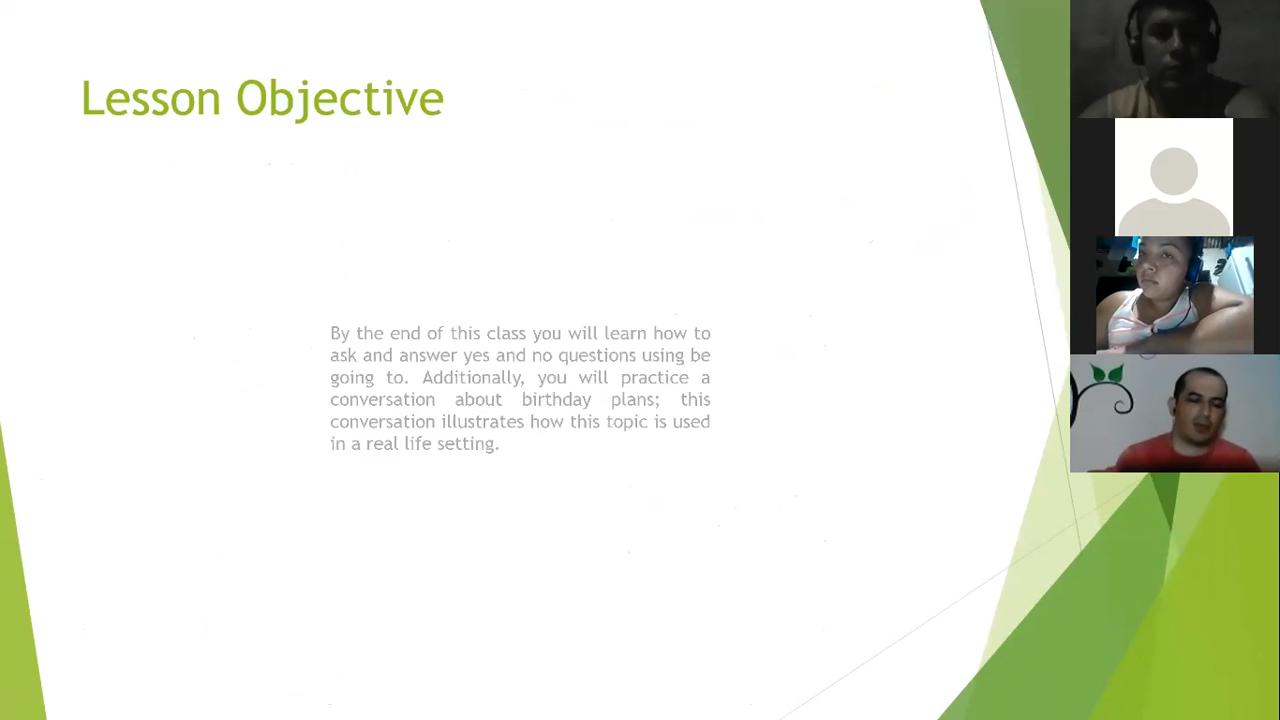 Lesson Objective
By the end of this class you will learn how to
ask and answer yes and no questions using be
going to. Additionally, you will practice a
conversation about birthday plans; this
conversation illustrates how this topic is used
in a real life setting.